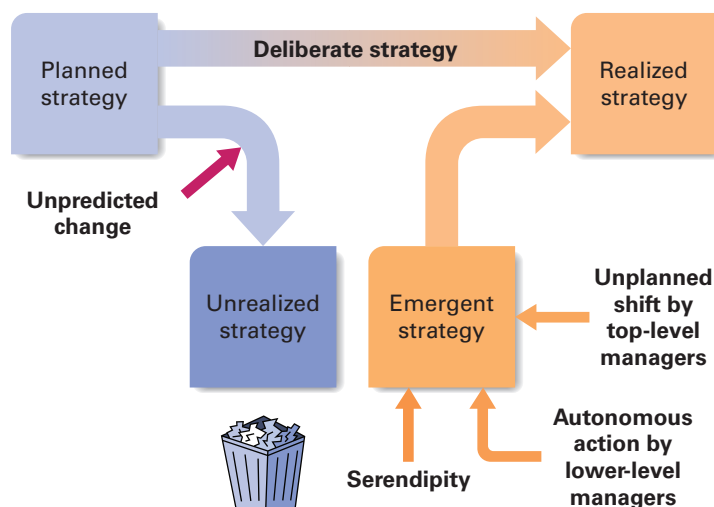 Planned
strategy
Deliberate strategy
Realized
strategy
Unpredicted
change
Unrealized
strategy
Emergent
strategy
Unplanned
shift by
top-level
managers
Serendipity
Autonomous
action by
lower-level
managers